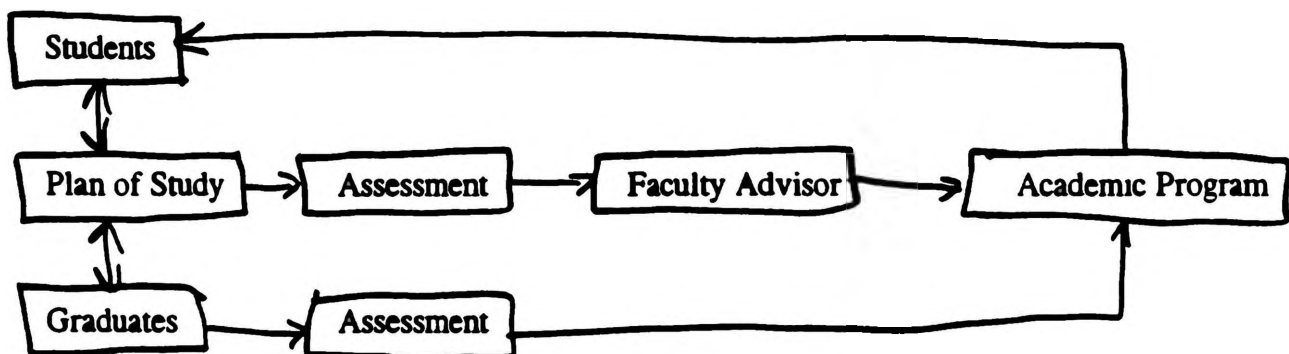 Students
Plan of Study
Assessment
Faculty Advisor
Academic Program
Graduates
Assessment